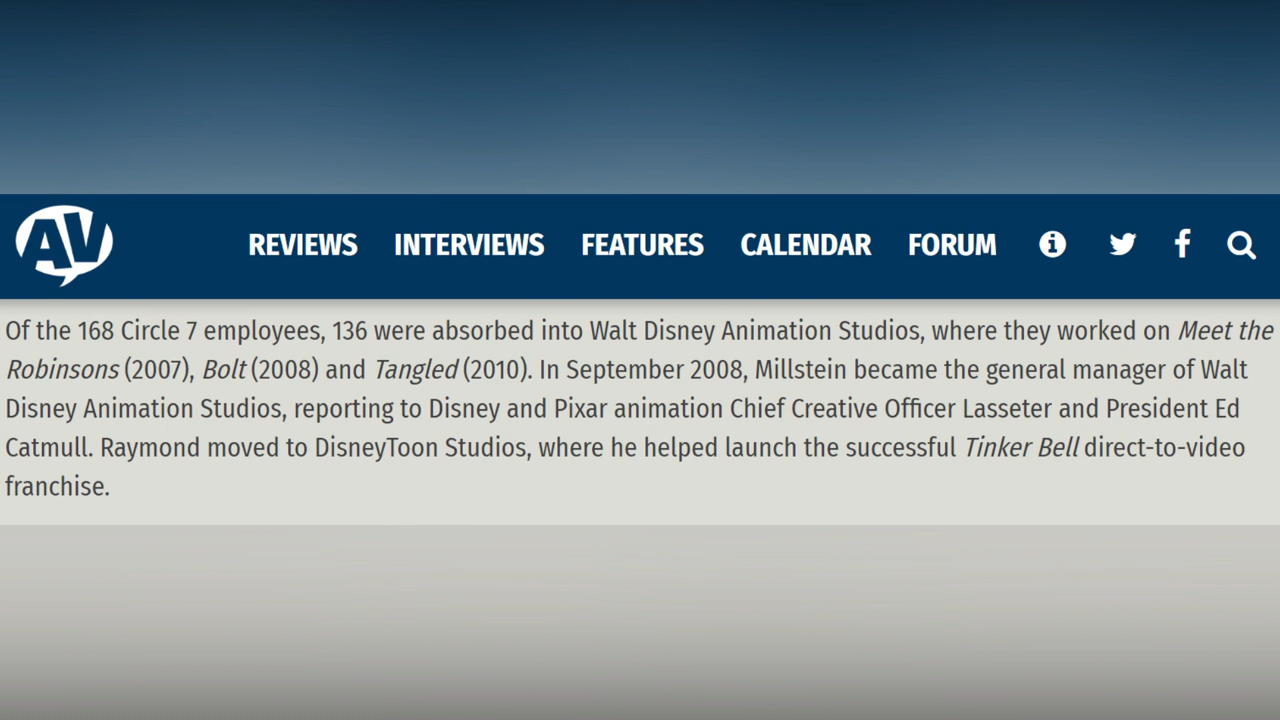 AV
REVIEWS INTERVIEWS FEATURES CALENDAR FORUM
Of the 168 Circle 7 employees, 136 were absorbed into Walt Disney Animation Studios, where they worked on Meet the
Robinsons (2007), Bolt (2008) and Tangled (2010). In September 2008, Millstein became the general manager of Walt
Disney Animation Studios, reporting to Disney and Pixar animation Chief Creative Officer Lasseter and President Ed
Catmull. Raymond moved to DisneyToon Studios, where he helped launch the successful Tinker Bell direct-to-video
franchise.